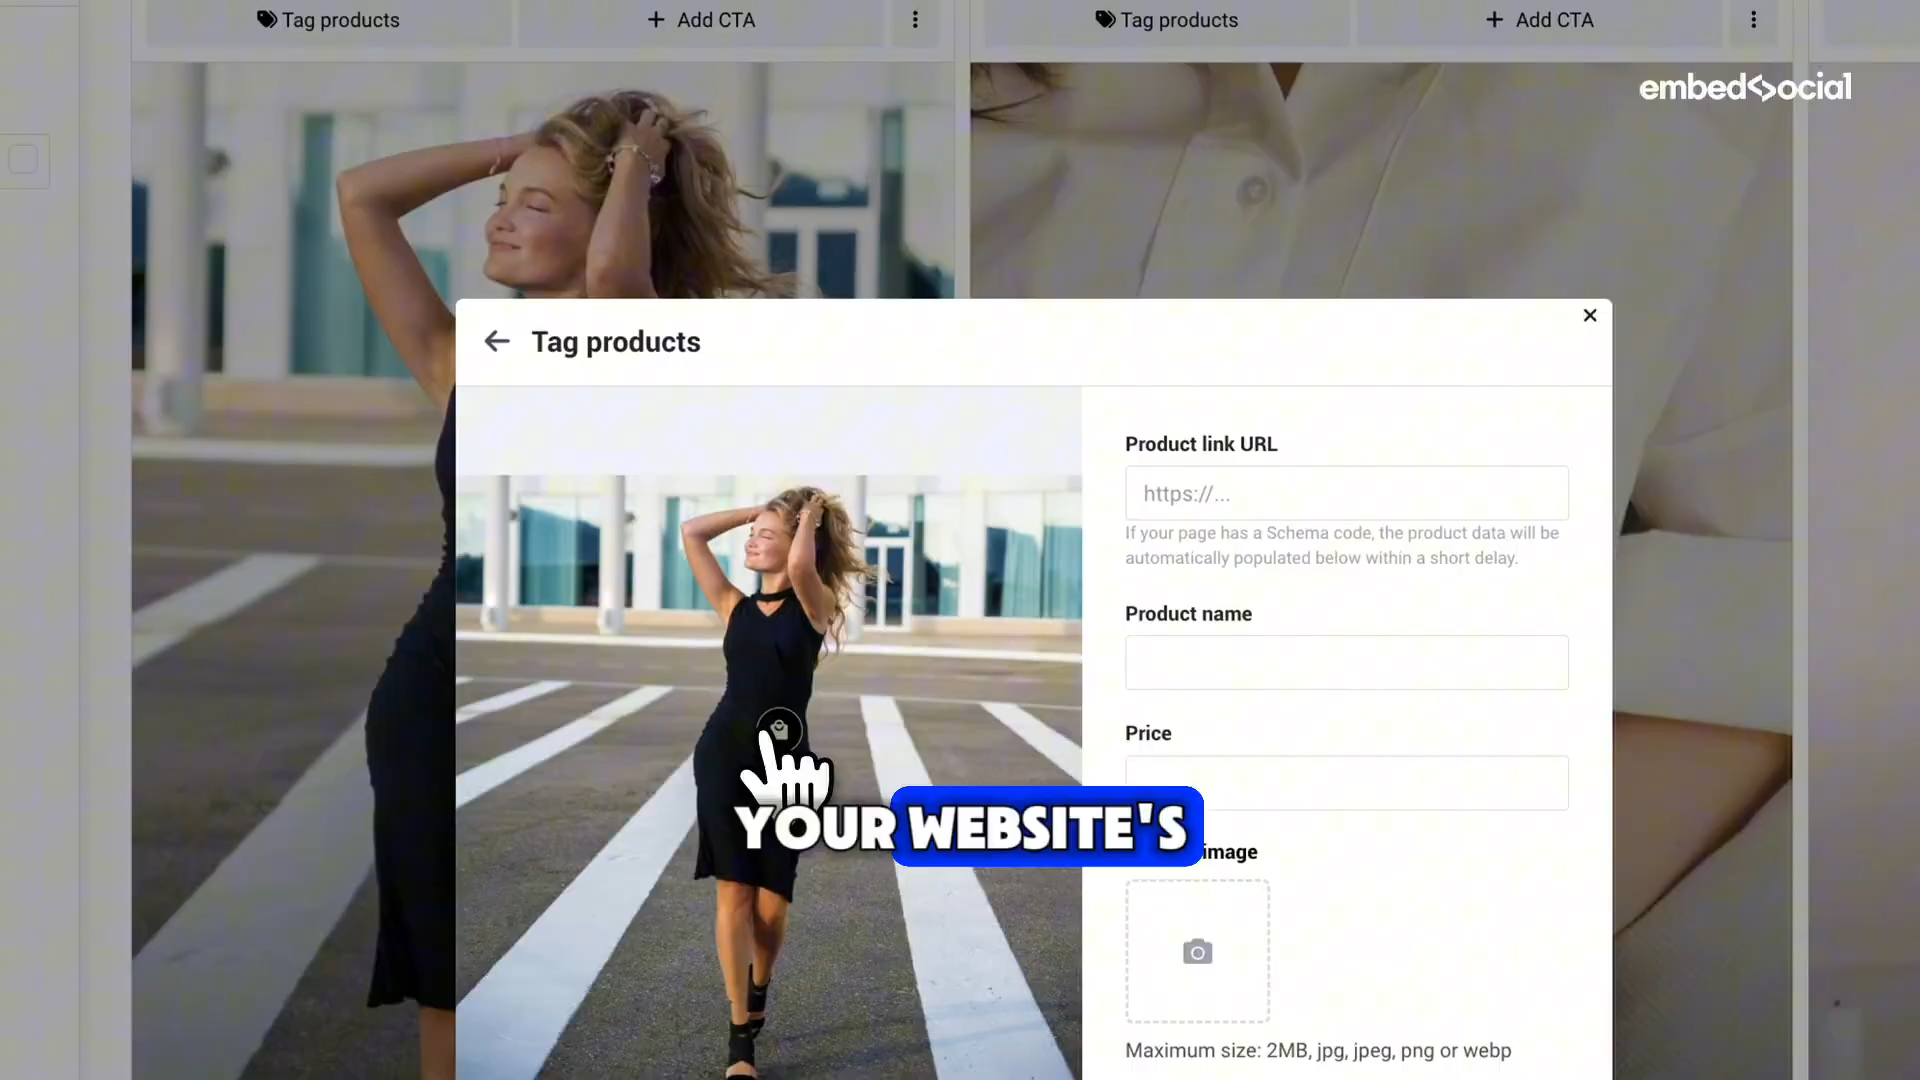 Tag products
+ Add CTA
Tag products
+ Add CTA
embedSocial
Tag products
Product link URL
https://...
If your page has a Schema code, the product data will be
automatically populated below within a short delay.
Product name
Price
YOUR WEBSITE'S
image
Maximum size: 2MB, jpg, jpeg, png or webp